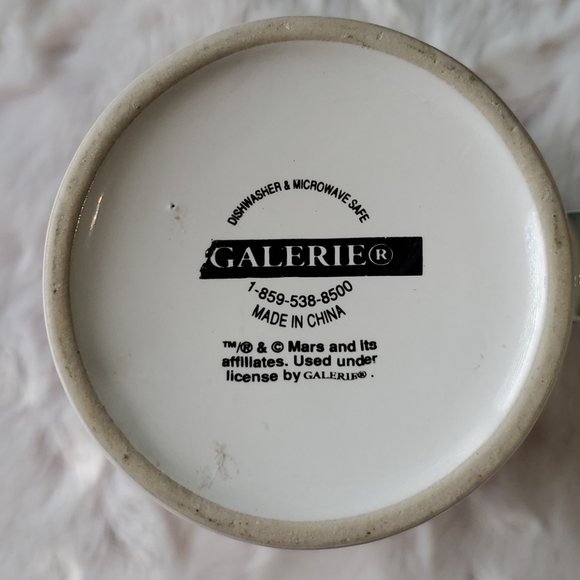 DISHWASHER & MICROWAVE SAFE
GALERIE®
1-859-538-8500
MADE IN CHINA
™/® & © Mars and its
affiliates. Used under
license by GALERIE®.